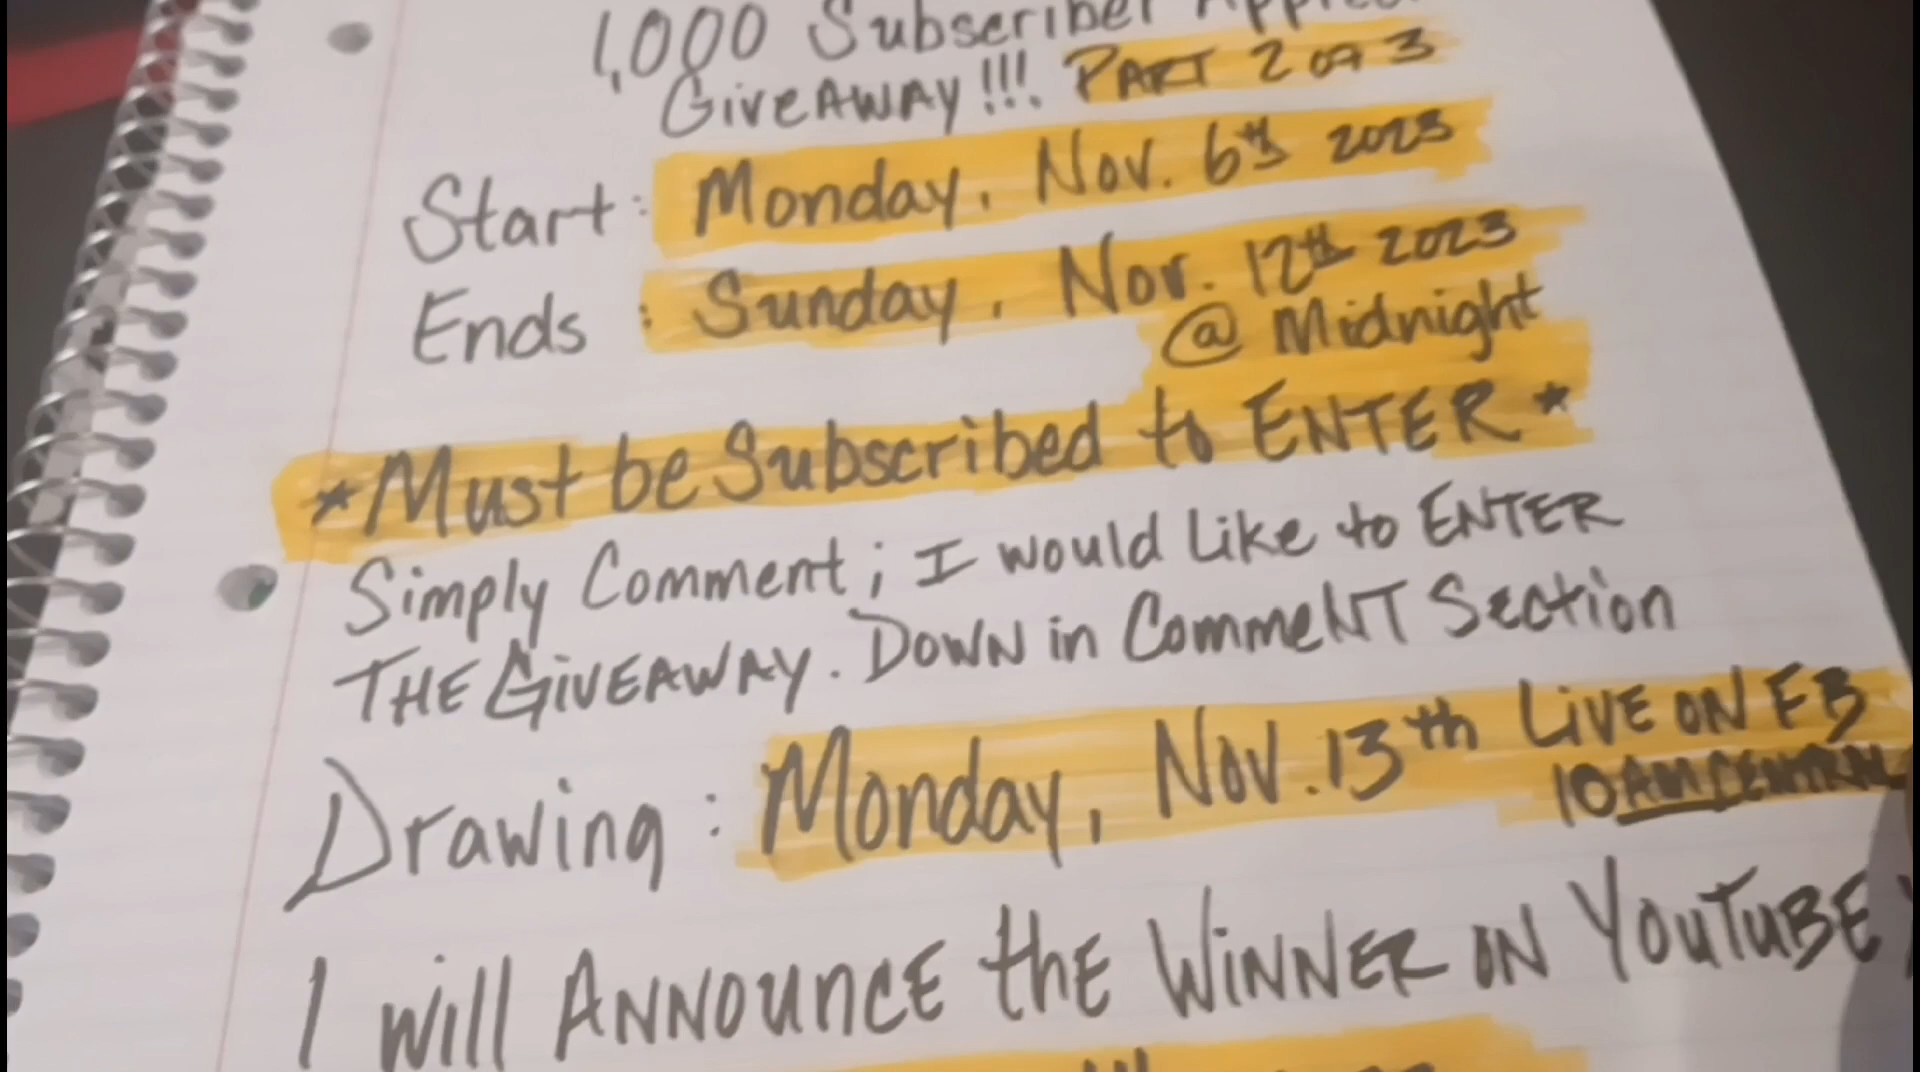 1,000 Subscriber
GiveAWAY!!! PART 2 of 3
Start: Monday, Nov. 6th 2023
Ends : Sunday, Nov. 12th 2023
@ Midnight
*Must be Subscribed to ENTER*
Simply Comment; I would Like to ENTER
THE GiVEAWAY. DOWN in CommeNT Section
Drawing : Monday, Nov. 13th LiVE ON FB
10AM CENTRAL
I will ANNOUNCE thE WiNNER ON YouTuBE